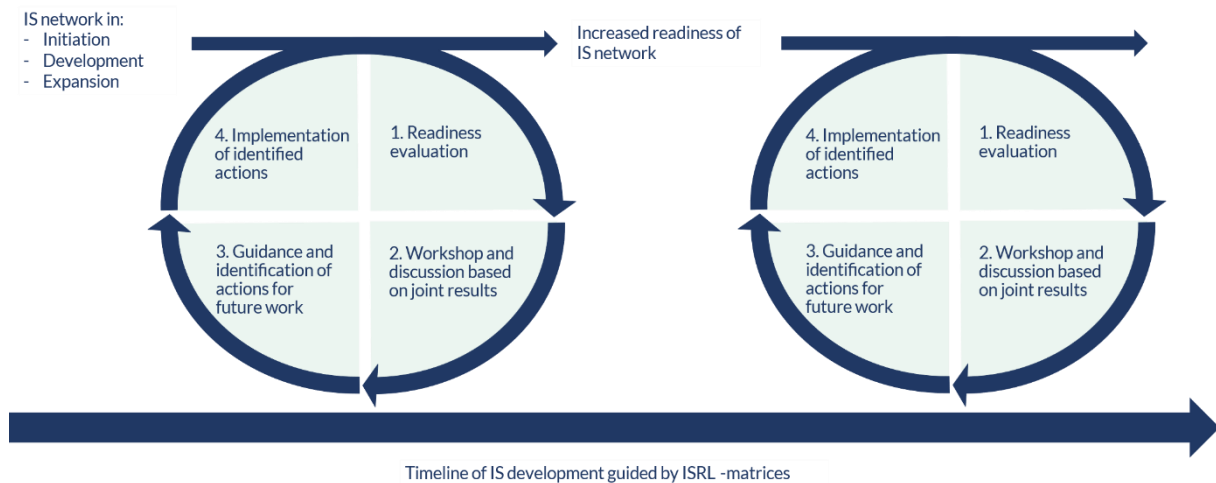 IS network in:
- Initiation
- Development
- Expansion
Increased readiness of
IS network
4. Implementation
of identified
actions
1. Readiness
evaluation
3. Guidance and
identification of
actions for
future work
2. Workshop and
discussion based
on joint results
4. Implementation
of identified
actions
1. Readiness
evaluation
3. Guidance and
identification of
actions for
future work
2. Workshop and
discussion based
on joint results
Timeline of IS development guided by ISRL -matrices